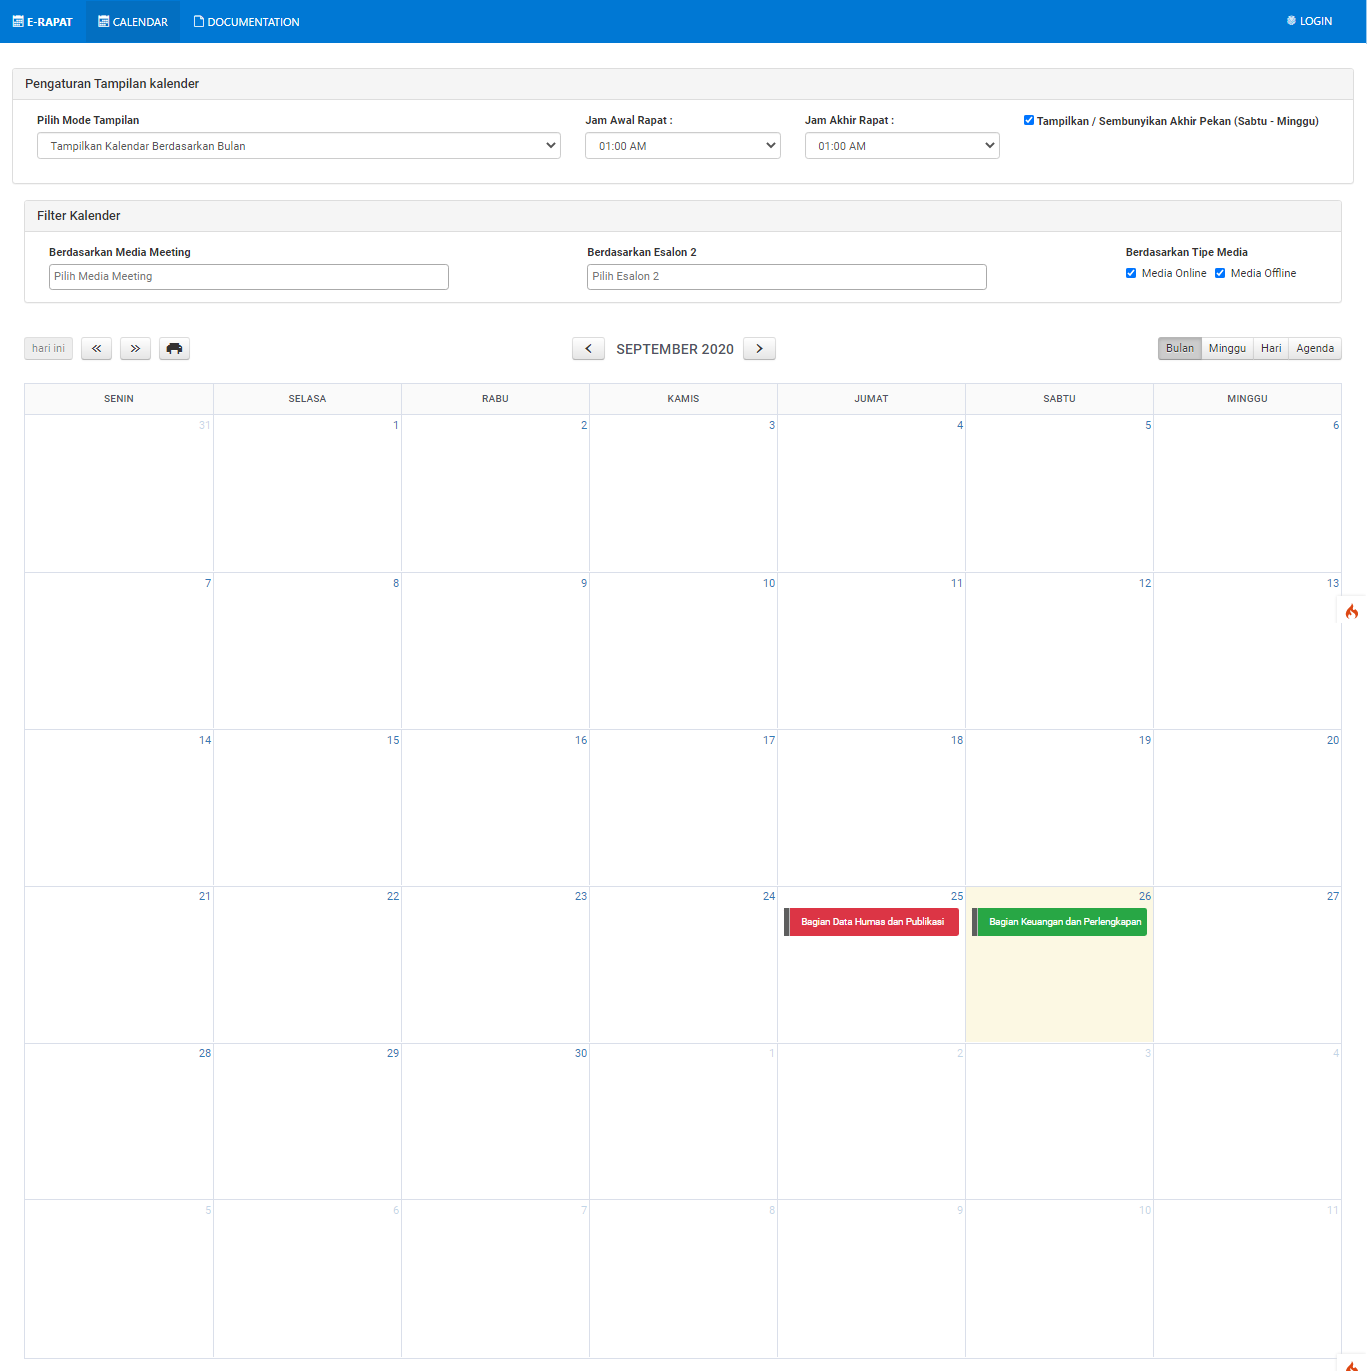 E-RAPAT CALENDAR DOCUMENTATION LOGIN
Pengaturan Tampilan kalender
Pilih Mode Tampilan Jam Awal Rapat : Jam Akhir Rapat : Tampilkan / Sembunyikan Akhir Pekan (Sabtu - Minggu)
Tampilkan Kalendar Berdasarkan Bulan 01:00 AM 01:00 AM
Filter Kalender
Berdasarkan Media Meeting Berdasarkan Esalon 2 Berdasarkan Tipe Media
Pilih Media Meeting Pilih Esalon 2 Media Online Media Offline
hari ini SEPTEMBER 2020 Bulan Minggu Hari Agenda
SENIN SELASA RABU KAMIS JUMAT SABTU MINGGU
31 1 2 3 4 5 6
7 8 9 10 11 12 13
14 15 16 17 18 19 20
21 22 23 24 25 26 27
Bagian Data Humas dan Publikasi Bagian Keuangan dan Perlengkapan
28 29 30 1 2 3 4
5 6 7 8 9 10 11